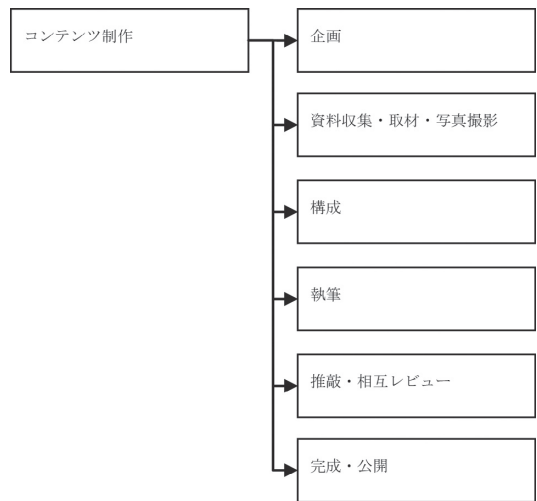 コンテンツ制作
企画
資料収集・取材・写真撮影
構成
執筆
推敲・相互レビュー
完成・公開